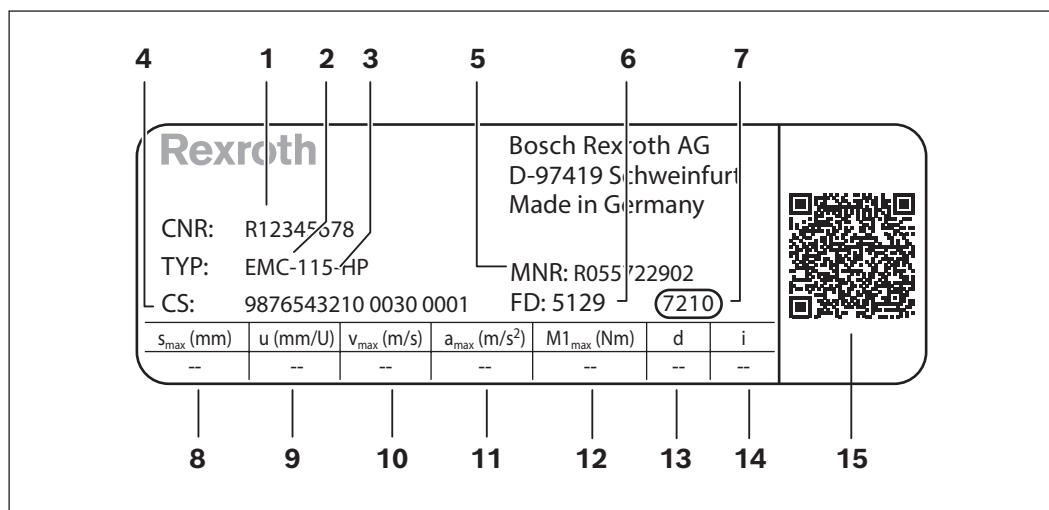 4 1 2 3 5 6 7
Rexroth
Bosch Rexroth AG
D-97419 Schweinfurt
Made in Germany
CNR: R12345678
TYP: EMC-115-HP
MNR: R055722902
CS: 9876543210 0030 0001
FD: 5129 7210
smax (mm) u (mm/U) vmax (m/s) amax (m/s²) M1max (Nm) d i
-- -- -- -- -- -- --
8 9 10 11 12 13 14 15